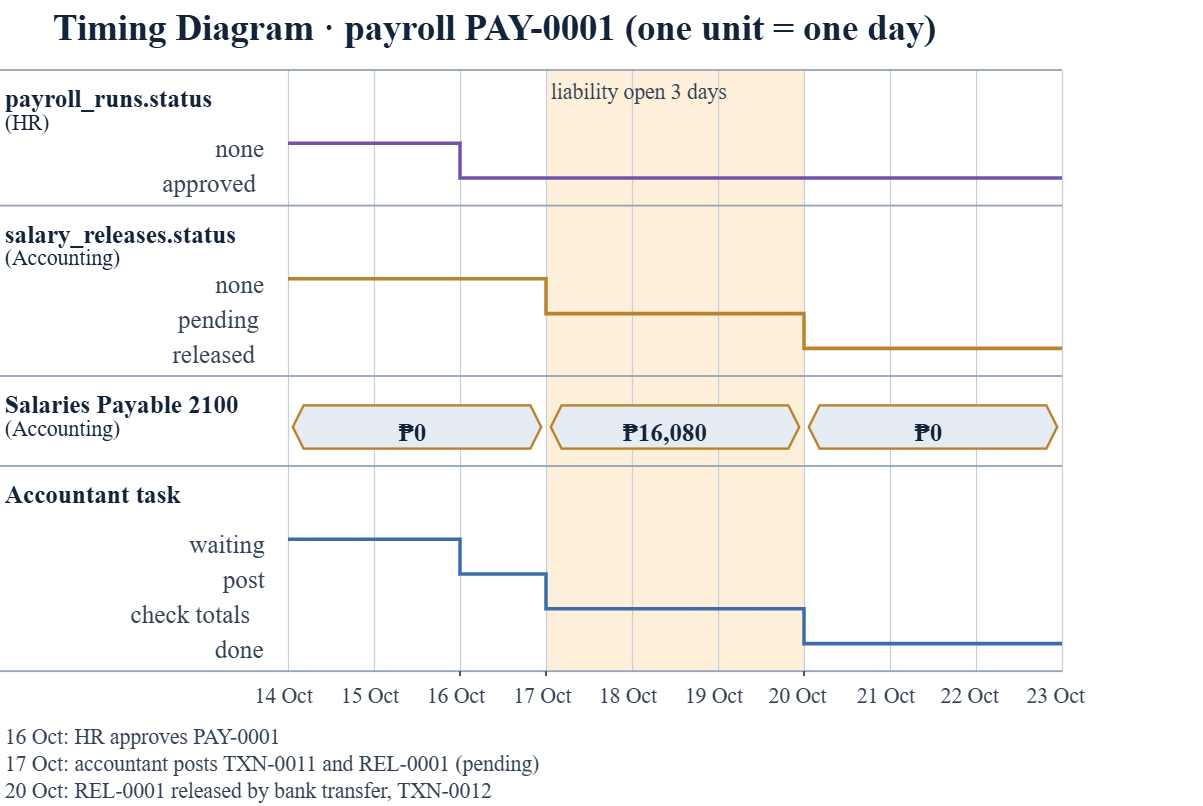 Timing Diagram · payroll PAY-0001 (one unit = one day)
liability open 3 days
payroll_runs.status
(HR)
none
approved
salary_releases.status
(Accounting)
none
pending
released
Salaries Payable 2100
(Accounting)
₱0 ₱16,080 ₱0
Accountant task
waiting
post
check totals
done
14 Oct 15 Oct 16 Oct 17 Oct 18 Oct 19 Oct 20 Oct 21 Oct 22 Oct 23 Oct
16 Oct: HR approves PAY-0001
17 Oct: accountant posts TXN-0011 and REL-0001 (pending)
20 Oct: REL-0001 released by bank transfer, TXN-0012